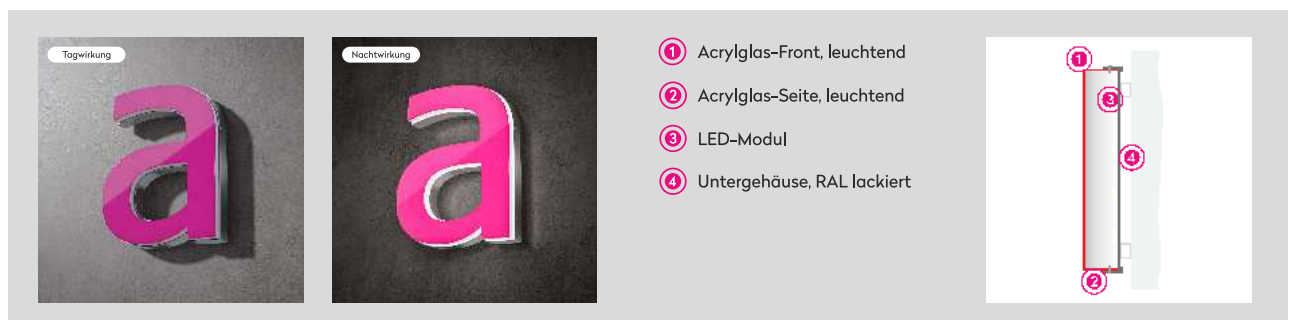 Tagwirkung
a
Nachtwirkung
a
1 Acrylglas-Front, leuchtend
2 Acrylglas-Seite, leuchtend
3 LED-Modul
4 Untergehäuse, RAL lackiert
1
3
4
2